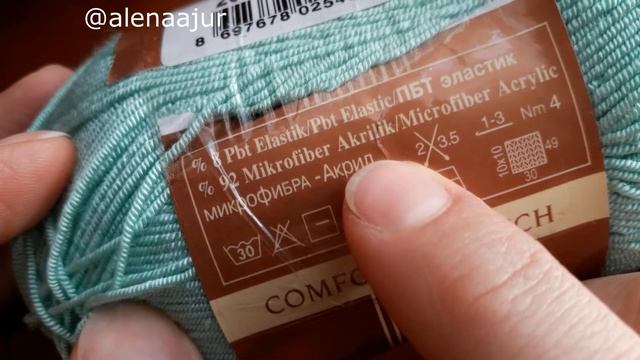 @alenaajur
8 697678 0254
% 8 Pbt Elastik/Pbt Elastic/ПБТ эластик
% 92 Mikrofiber Akrilik/Microfiber Acrylic
микрофибра - Акрил
2 3.5
1-3 Nm 4
10X10
49
30
30
COMFO
CH